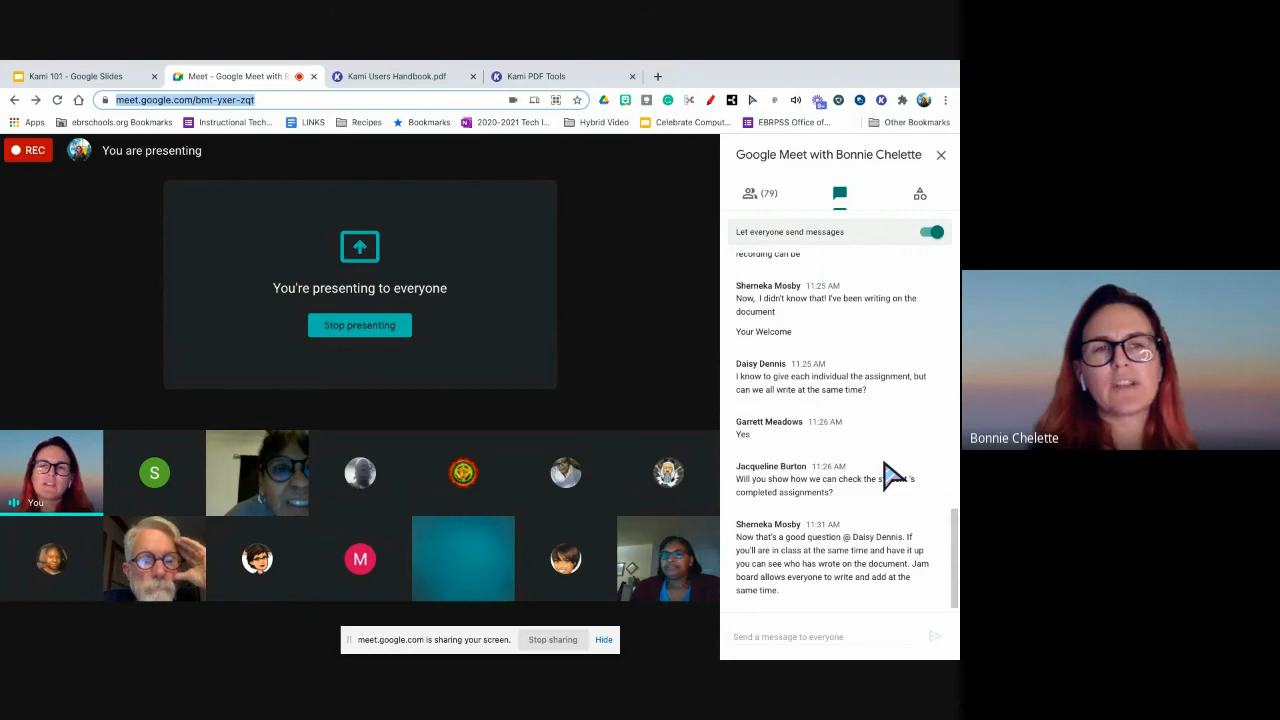 Kami 101 - Google Slides
Meet – Google Meet with B
Kami Users Handbook.pdf
Kami PDF Tools
meet.google.com/bmt-yxer-zqt
Apps
ebrschools.org Bookmarks
Instructional Tech...
LINKS
Recipes
Bookmarks
2020-2021 Tech I...
Hybrid Video
Celebrate Comput...
EBRPSS Office of...
Other Bookmarks
REC
You are presenting
You're presenting to everyone
Stop presenting
You
S
M
meet.google.com is sharing your screen.
Stop sharing
Hide
Google Meet with Bonnie Chelette
(79)
Let everyone send messages
recording can be
Sherneka Mosby 11:25 AM
Now, I didn't know that! I've been writing on the
document
Your Welcome
Daisy Dennis 11:25 AM
I know to give each individual the assignment, but
can we all write at the same time?
Garrett Meadows 11:26 AM
Yes
Jacqueline Burton 11:26 AM
Will you show how we can check the 's
completed assignments?
Sherneka Mosby 11:31 AM
Now that's a good question @ Daisy Dennis. If
you'll are in class at the same time and have it up
you can see who has wrote on the document. Jam
board allows everyone to write and add at the
same time.
Send a message to everyone
Bonnie Chelette